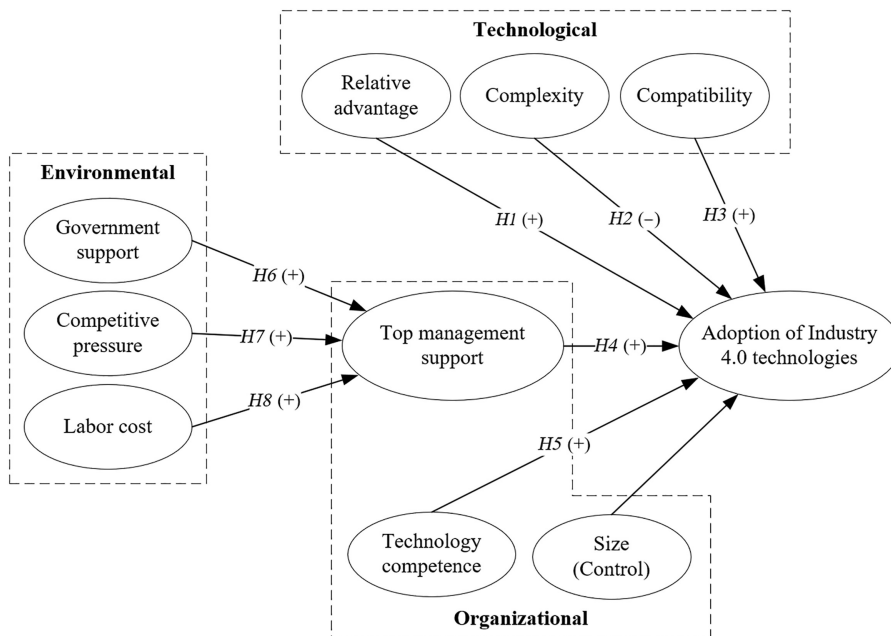 Technological
Relative
advantage
Complexity
Compatibility
Environmental
Government
support
Competitive
pressure
Labor cost
H1 (+)
H2 (−)
H3 (+)
H6 (+)
H7 (+)
H8 (+)
Top management
support
H4 (+)
Adoption of Industry
4.0 technologies
H5 (+)
Technology
competence
Size
(Control)
Organizational